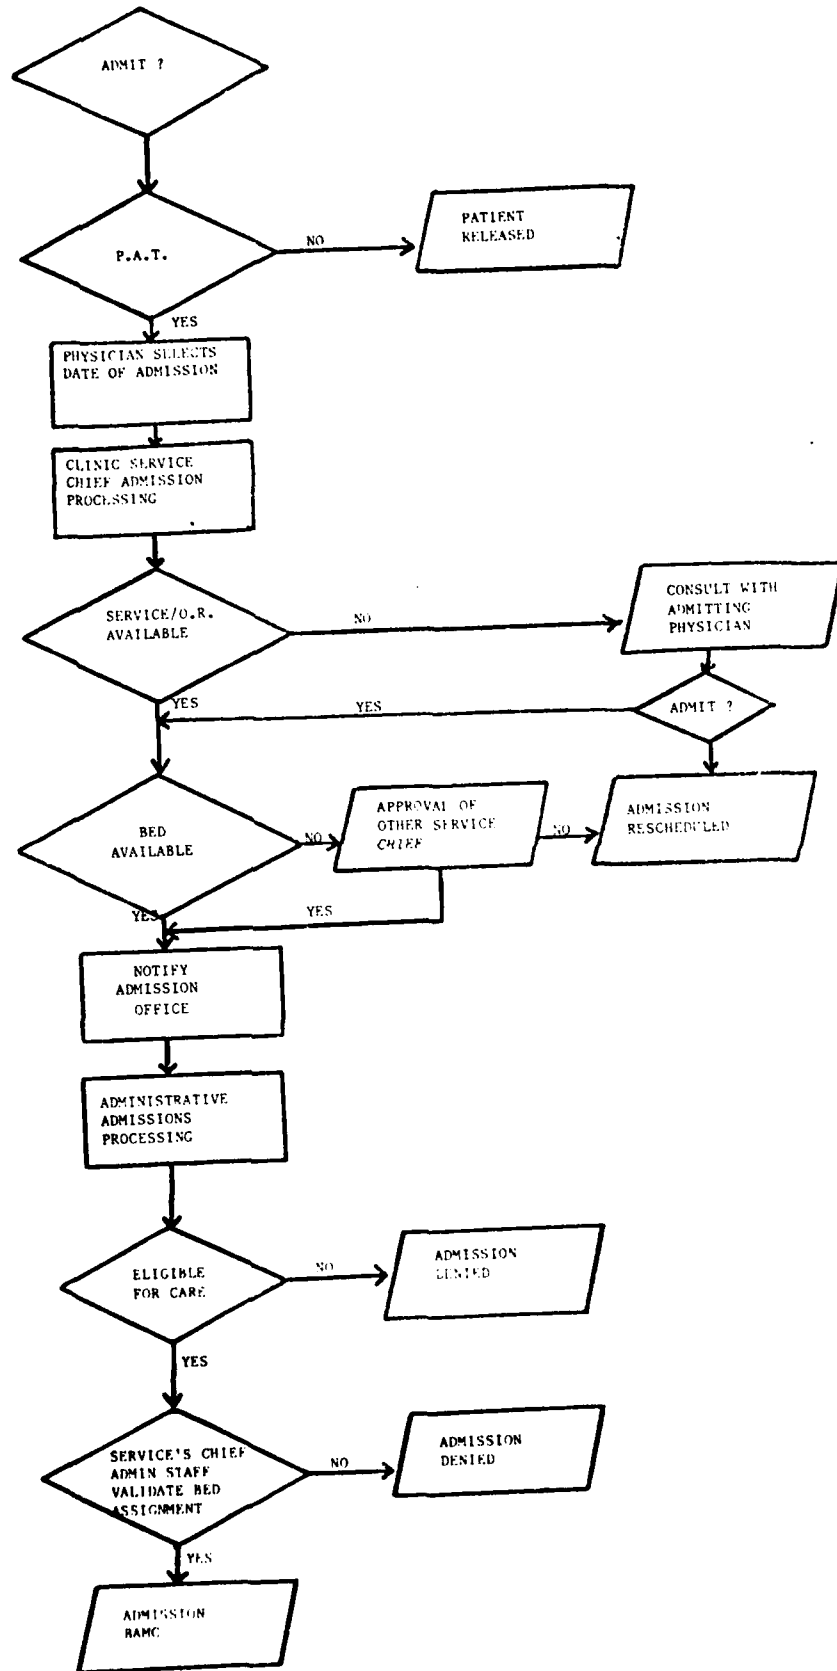 ADMIT ?
P.A.T.
NO
PATIENT
RELEASED
YES
PHYSICIAN SELECTS
DATE OF ADMISSION
CLINIC SERVICE
CHIEF ADMISSION
PROCESSING
SERVICE/O.R.
AVAILABLE
NO
CONSULT WITH
ADMITTING
PHYSICIAN
YES
YES
ADMIT ?
BED
AVAILABLE
NO
APPROVAL OF
OTHER SERVICE
CHIEF
NO
ADMISSION
RESCHEDULED
YES
YES
NOTIFY
ADMISSION
OFFICE
ADMINISTRATIVE
ADMISSIONS
PROCESSING
ELIGIBLE
FOR CARE
NO
ADMISSION
DENIED
YES
SERVICE'S CHIEF
ADMIN STAFF
VALIDATE BED
ASSIGNMENT
NO
ADMISSION
DENIED
YES
ADMISSION
BAMC